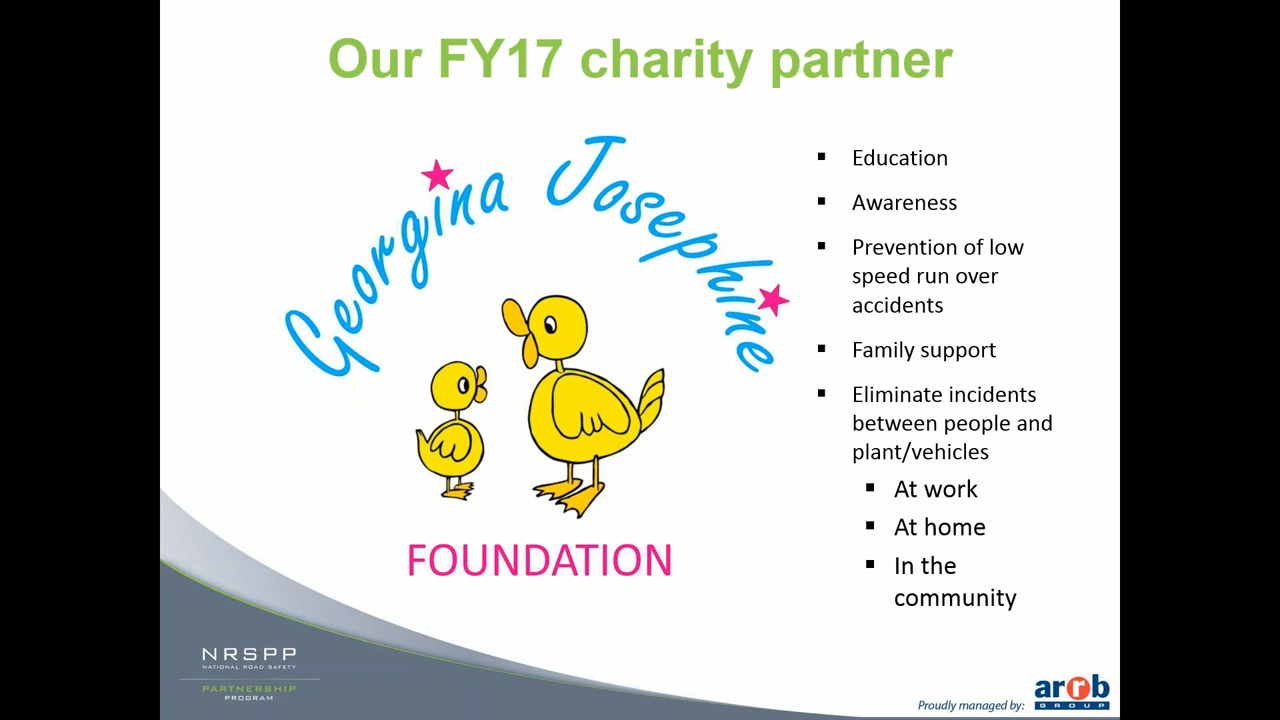 Our FY17 charity partner
Georgina Josephine
FOUNDATION
Education
Awareness
Prevention of low
speed run over
accidents
Family support
Eliminate incidents
between people and
plant/vehicles
At work
At home
In the
community
NRSPP
NATIONAL ROAD SAFETY
PARTNERSHIP
PROGRAM
Proudly managed by:
arrb
GROUP